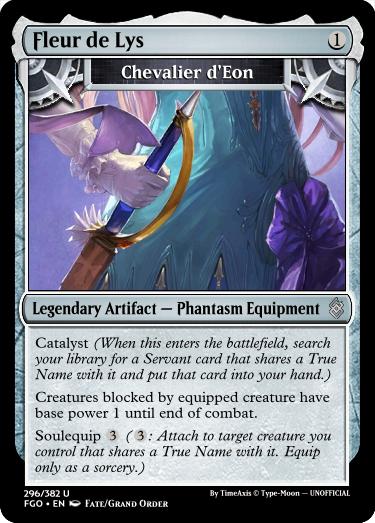 Fleur de Lys 1
Chevalier d'Eon
Legendary Artifact — Phantasm Equipment
Catalyst (When this enters the battlefield, search
your library for a Servant card that shares a True
Name with it and put that card into your hand.)
Creatures blocked by equipped creature have
base power 1 until end of combat.
Soulequip 3 (3: Attach to target creature you
control that shares a True Name with it. Equip
only as a sorcery.)
296/382 U
FGO • EN Fate/Grand Order
By TimeAxis © Type-Moon — UNOFFICIAL